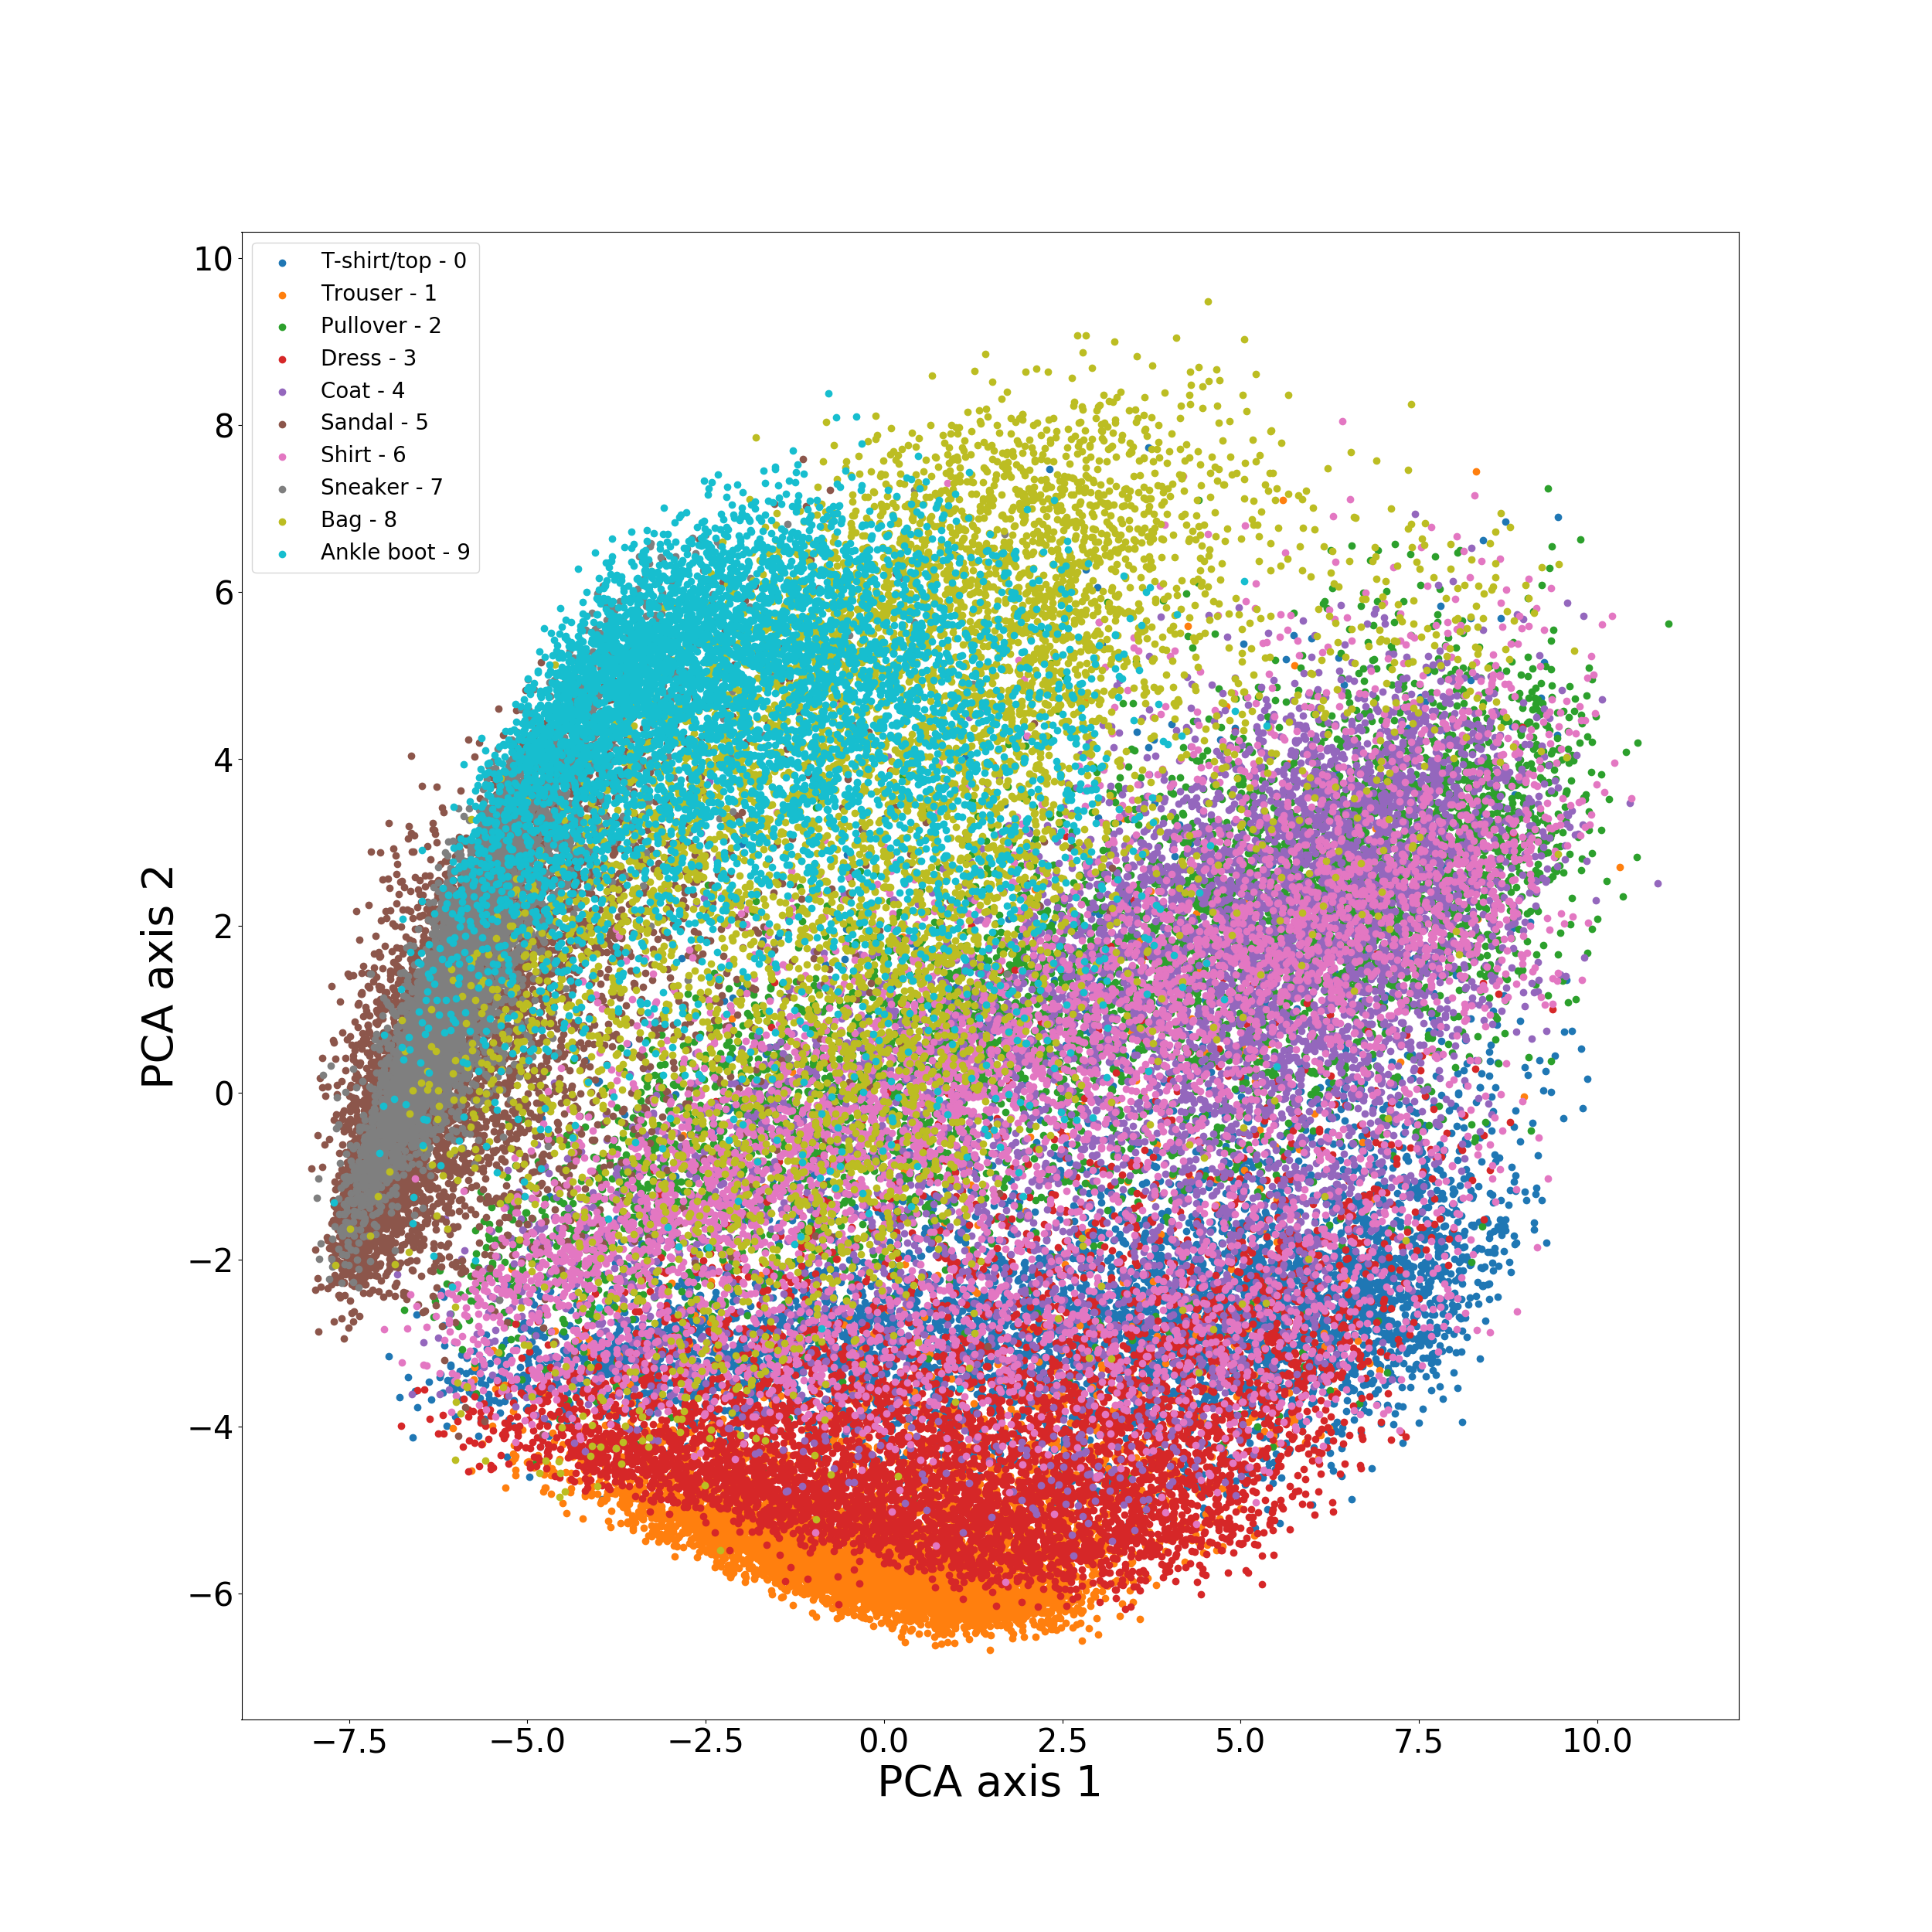 T-shirt/top - 0
Trouser - 1
Pullover - 2
Dress - 3
Coat - 4
Sandal - 5
Shirt - 6
Sneaker - 7
Bag - 8
Ankle boot - 9
10
8
6
4
2
0
−2
−4
−6
PCA axis 2
−7.5 −5.0 −2.5 0.0 2.5 5.0 7.5 10.0
PCA axis 1